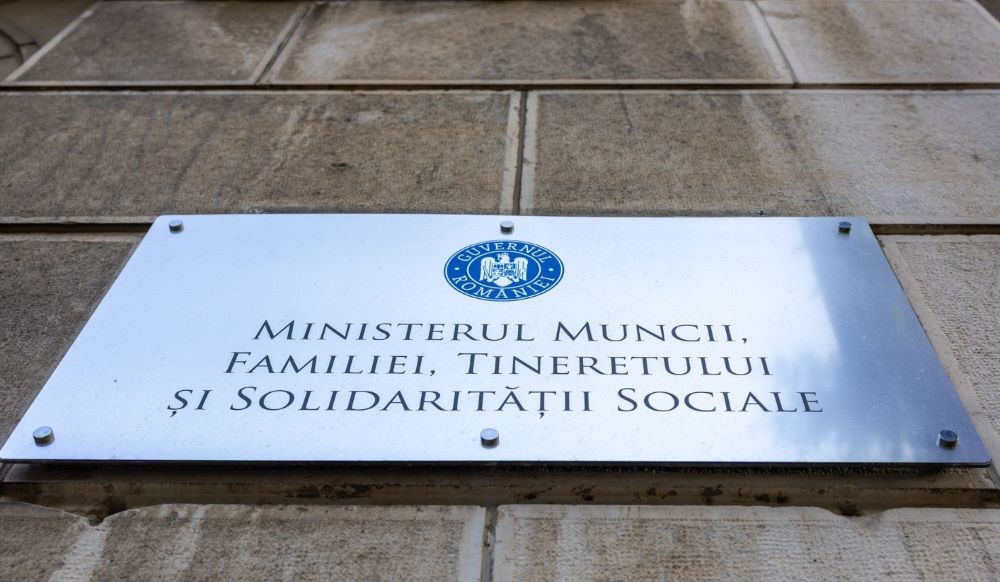 GUVERNUL
ROMÂNIEI
MINISTERUL MUNCII,
FAMILIEI, TINERETULUI
ȘI SOLIDARITĂȚII SOCIALE